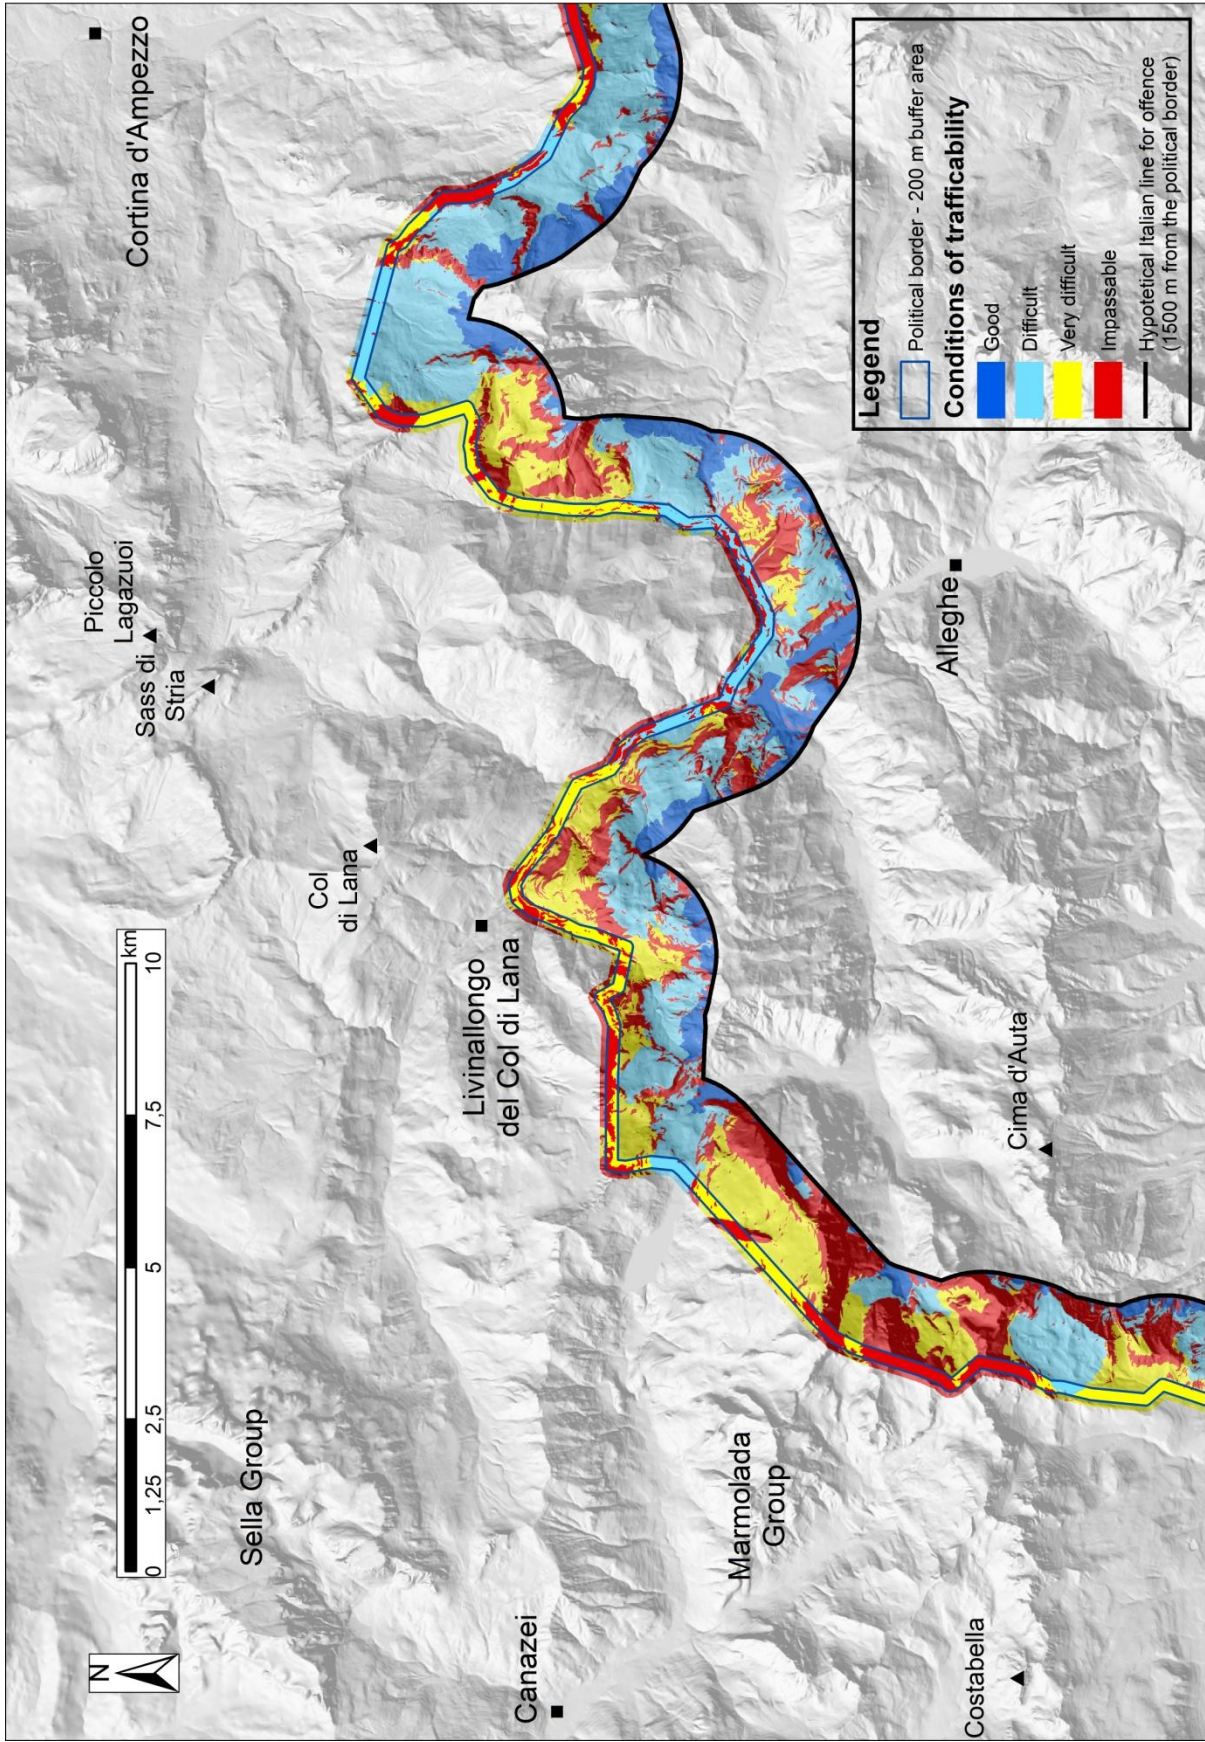 N
0
1,25
2,5
5
7,5
10
km
Cortina d'Ampezzo
Piccolo
Lagazuoi
Sass di
Stria
Col
di Lana
Sella Group
Livinallongo
del Col di Lana
Canazei
Marmolada
Group
Alleghe
Cima d'Auta
Costabella
Legend
Political border - 200 m buffer area
Conditions of trafficability
Good
Difficult
Very difficult
Impassable
Hypotetical Italian line for offence
(1500 m from the political border)